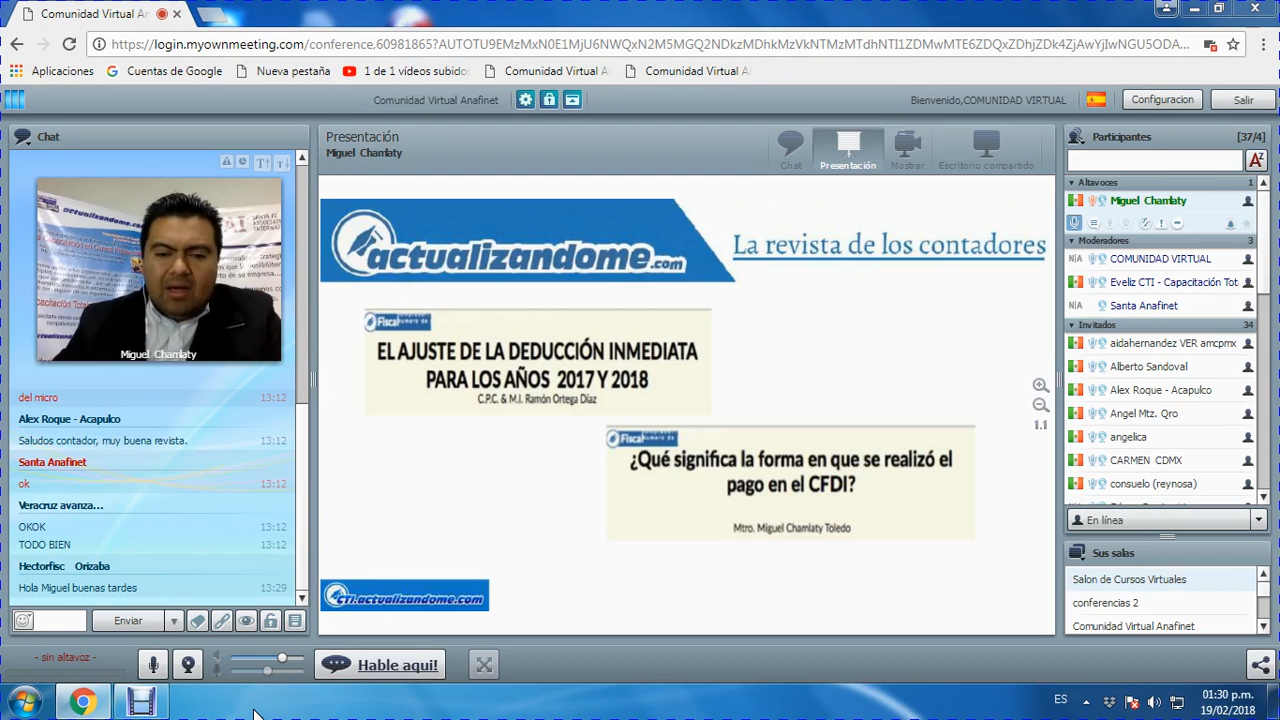 Comunidad Virtual Anafin
https://login.myownmeeting.com/conference,60981865?AUTOTU9EMzMxN0E1MjU6NWQxN2M5MGQ2NDkzMDhkMzVkNTMzMTdhNTI1ZDMwMTE6ZDQxZDhjZDk4ZjAwYjIwNGU5ODA...
Aplicaciones
Cuentas de Google
Nueva pestaña
1 de 1 vídeos subidos
Comunidad Virtual A
Comunidad Virtual A
Comunidad Virtual Anafinet
Bienvenido,COMUNIDAD VIRTUAL
Configuracion
Salir
Chat
Miguel Chamlaty
del micro 13:12
Alex Roque - Acapulco
Saludos contador, muy buena revista. 13:12
Santa Anafinet
ok 13:12
Veracruz avanza...
OKOK 13:12
TODO BIEN 13:12
Hectorfisc Orizaba
Hola Miguel buenas tardes 13:29
Enviar
Presentación
Miguel Chamlaty
Chat
Presentación
Mostrar
Escritorio compartido
actualizandome.com
La revista de los contadores
Fiscal
EL AJUSTE DE LA DEDUCCIÓN INMEDIATA
PARA LOS AÑOS 2017 Y 2018
C.P.C. & M.I. Ramón Ortega Díaz
Fiscal
¿Qué significa la forma en que se realizó el
pago en el CFDI?
Mtro. Miguel Chamlaty Toledo
CTI.actualizandome.com
1.1
Participantes [37/4]
Altavoces 1
Miguel Chamlaty
Moderadores 3
N/A COMUNIDAD VIRTUAL
Eveliz CTI - Capacitación Tot
N/A Santa Anafinet
Invitados 34
aidahernandez VER amcpmx
Alberto Sandoval
Alex Roque - Acapulco
Angel Mtz. Qro
angelica
CARMEN CDMX
consuelo (reynosa)
En línea
Sus salas
Salon de Cursos Virtuales
conferencias 2
Comunidad Virtual Anafinet
- sin altavoz -
Hable aqui!
ES
01:30 p.m.
19/02/2018